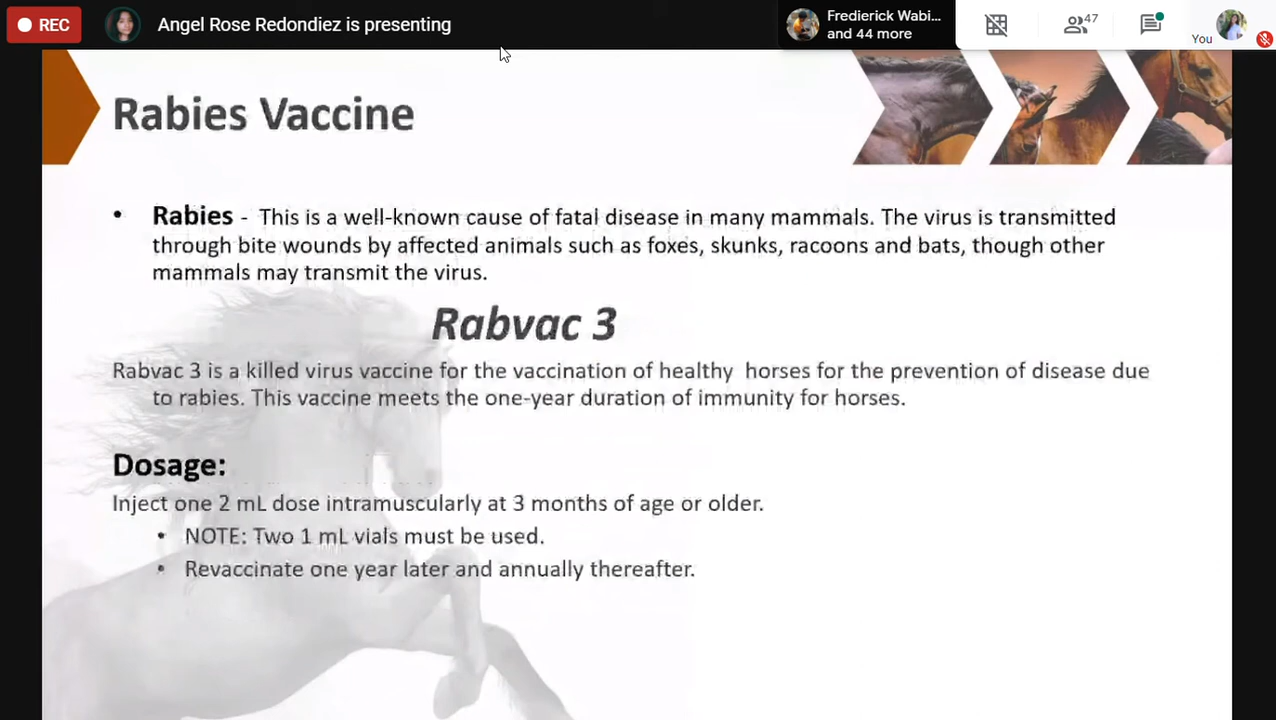 REC
Angel Rose Redondiez is presenting
Frederick Wabi...
and 44 more
47
You
Rabies Vaccine
• Rabies - This is a well-known cause of fatal disease in many mammals. The virus is transmitted
through bite wounds by affected animals such as foxes, skunks, racoons and bats, though other
mammals may transmit the virus.
Rabvac 3
Rabvac 3 is a killed virus vaccine for the vaccination of healthy horses for the prevention of disease due
to rabies. This vaccine meets the one-year duration of immunity for horses.
Dosage:
Inject one 2 mL dose intramuscularly at 3 months of age or older.
• NOTE: Two 1 mL vials must be used.
• Revaccinate one year later and annually thereafter.